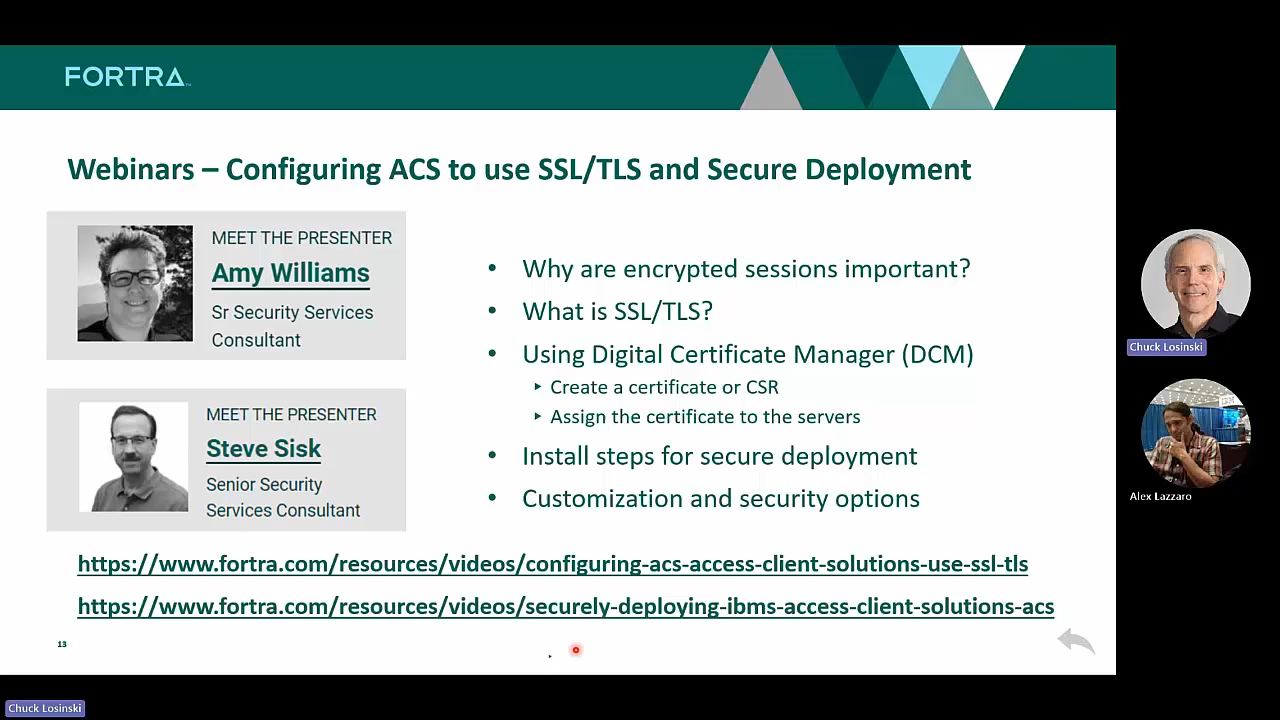 FORTRA
Webinars – Configuring ACS to use SSL/TLS and Secure Deployment
MEET THE PRESENTER
Amy Williams
Sr Security Services
Consultant
MEET THE PRESENTER
Steve Sisk
Senior Security
Services Consultant
• Why are encrypted sessions important?
• What is SSL/TLS?
• Using Digital Certificate Manager (DCM)
‣ Create a certificate or CSR
‣ Assign the certificate to the servers
• Install steps for secure deployment
• Customization and security options
https://www.fortra.com/resources/videos/configuring-acs-access-client-solutions-use-ssl-tls
https://www.fortra.com/resources/videos/securely-deploying-ibms-access-client-solutions-acs
13
Chuck Losinski
Alex Lazzaro
Chuck Losinski